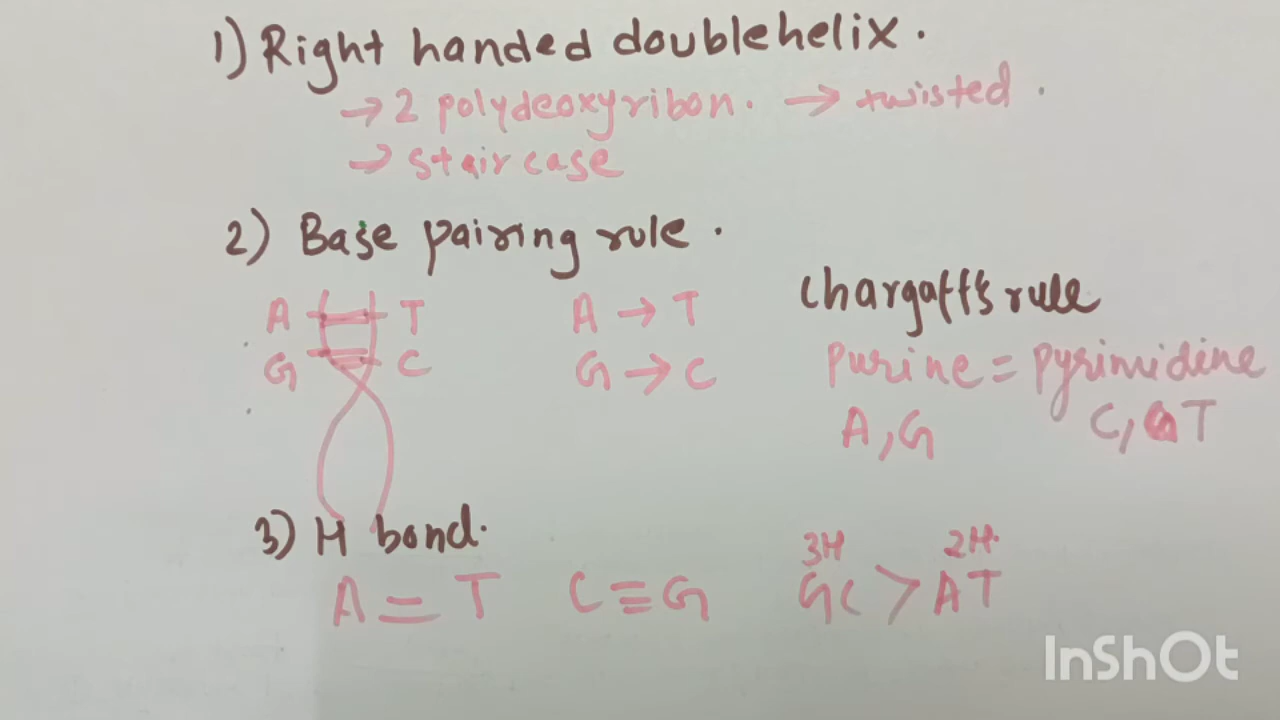 1) Right handed doublehelix.
→ 2 polydeoxyribon. → twisted.
→ staircase
2) Base pairing rule.
A T A → T Chargaff's rule
G C G → C purine = pyrimidine
A, G C, T
3) H bond.
3H 2H.
A = T C ≡ G GC > AT
InShOt